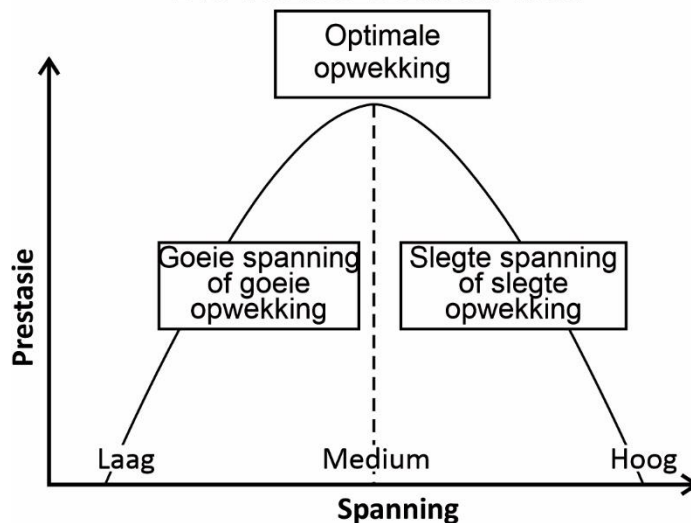 Optimale
opwekking
Goeie spanning
of goeie
opwekking
Slegte spanning
of slegte
opwekking
Prestasie
Laag
Medium
Hoog
Spanning